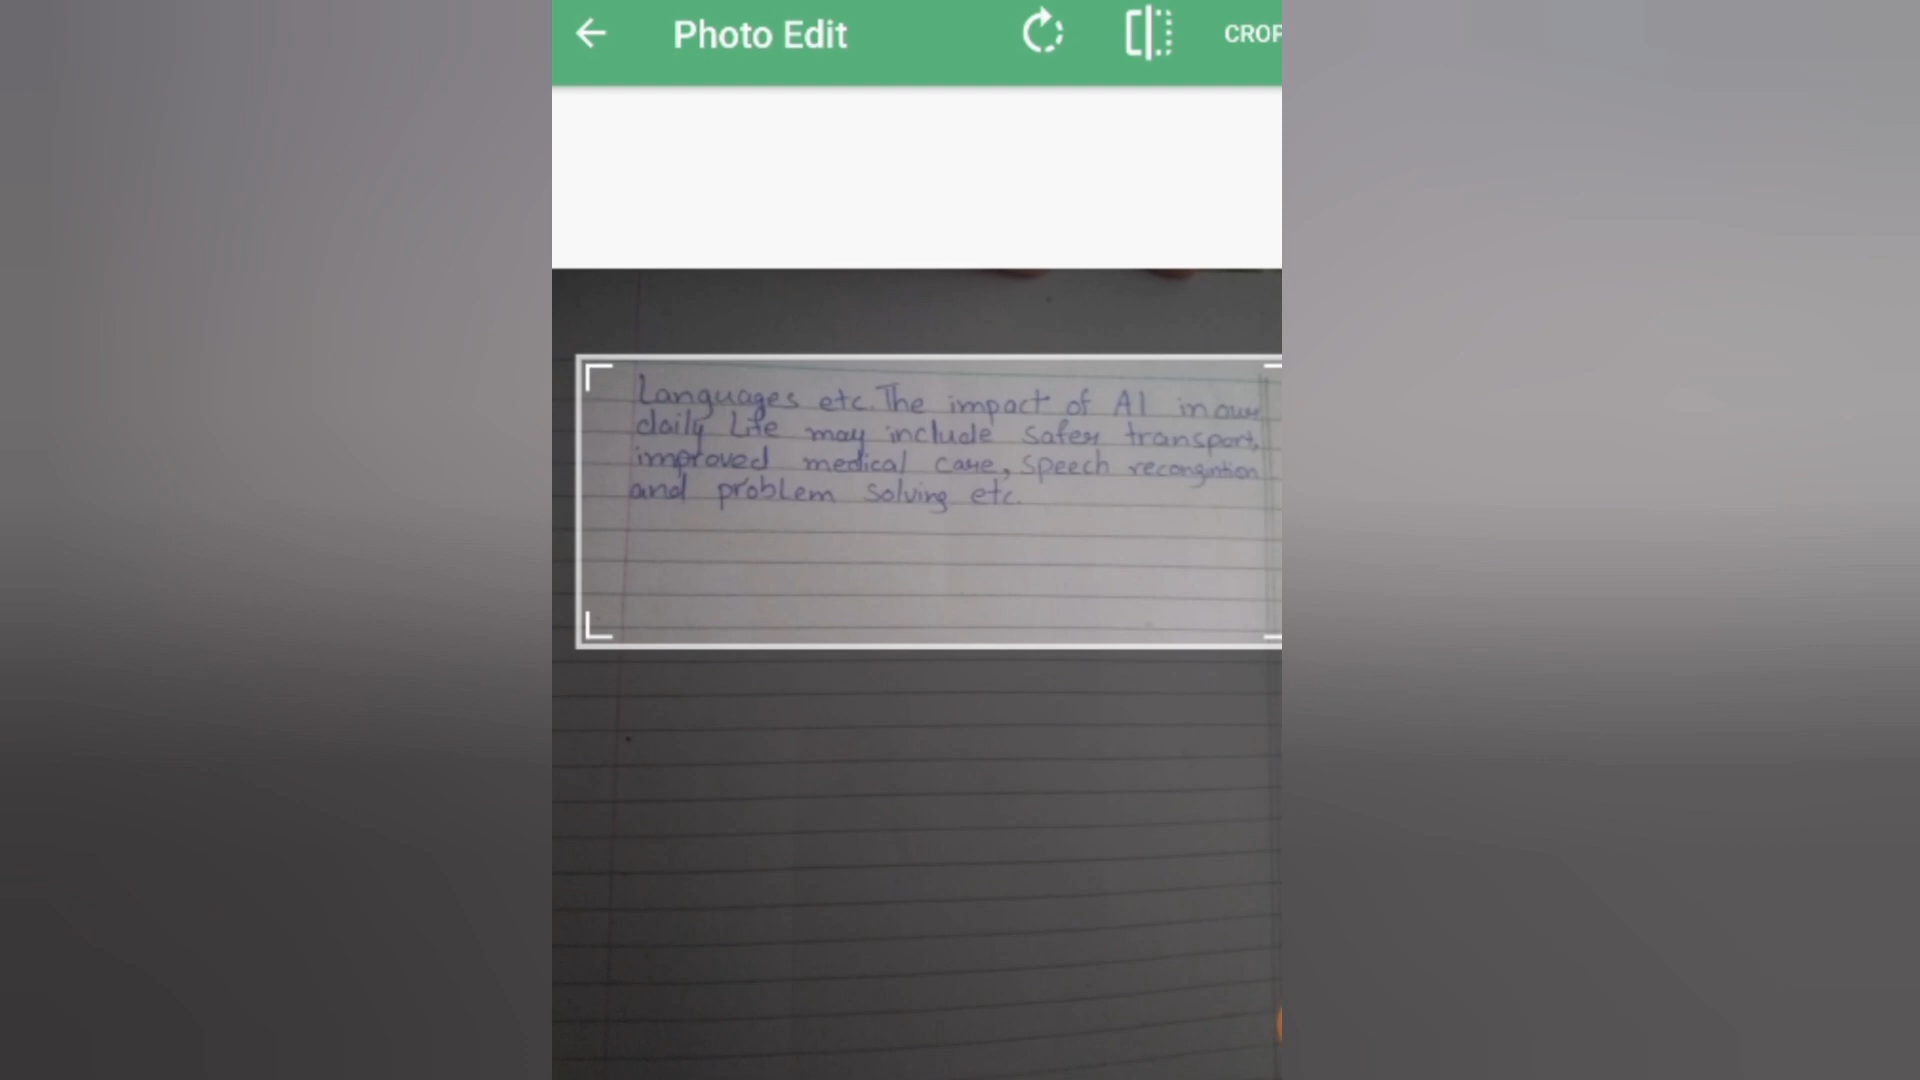 Photo Edit
CROP
Languages etc. The impact of AI in our
daily Life may include safer transport,
improved medical care, speech recongintion
and problem solving etc.